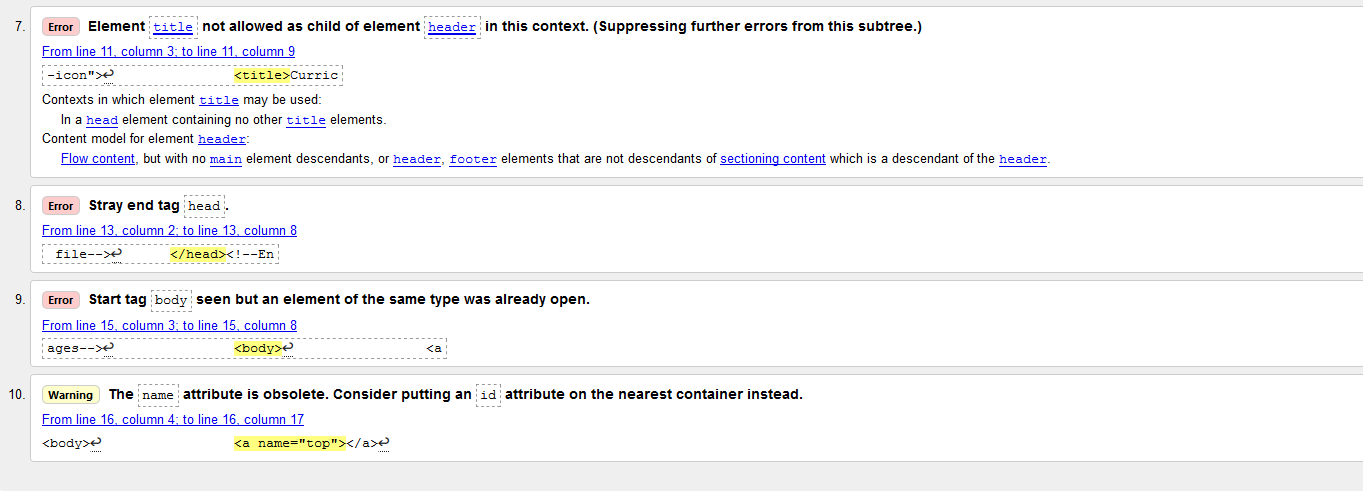 7. Error Element title not allowed as child of element header in this context. (Suppressing further errors from this subtree.)
From line 11, column 3; to line 11, column 9
-icon">↩ <title>Curric
Contexts in which element title may be used:
In a head element containing no other title elements.
Content model for element header:
Flow content, but with no main element descendants, or header, footer elements that are not descendants of sectioning content which is a descendant of the header.
8. Error Stray end tag head.
From line 13, column 2; to line 13, column 8
file-->↩ </head><!--En
9. Error Start tag body seen but an element of the same type was already open.
From line 15, column 3; to line 15, column 8
ages-->↩ <body>↩ <a
10. Warning The name attribute is obsolete. Consider putting an id attribute on the nearest container instead.
From line 16, column 4; to line 16, column 17
<body>↩ <a name="top"></a>↩